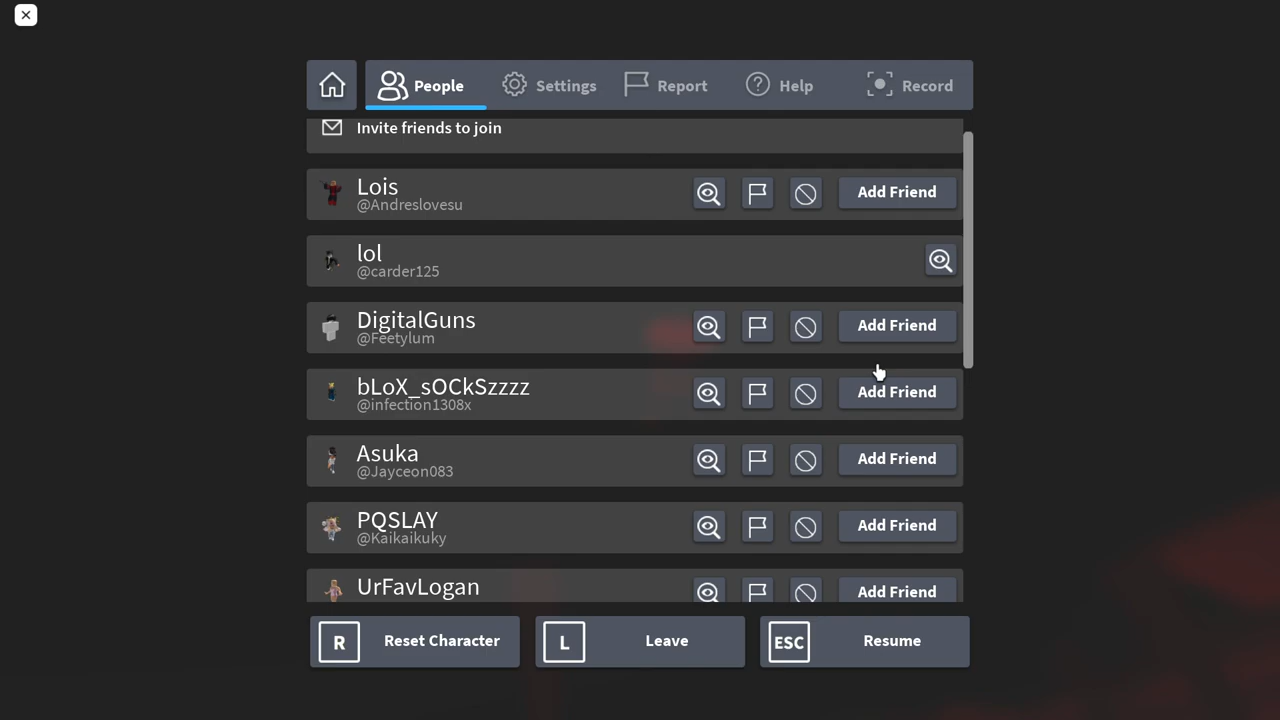 People
Settings
Report
Help
Record
Invite friends to join
Lois
@Andreslovesu
Add Friend
lol
@carder125
DigitalGuns
@Feetylum
Add Friend
bLoX_sOCkSzzzz
@infection1308x
Add Friend
Asuka
@Jayceon083
Add Friend
PQSLAY
@Kaikaikuky
Add Friend
UrFavLogan
Add Friend
R Reset Character
L Leave
ESC Resume